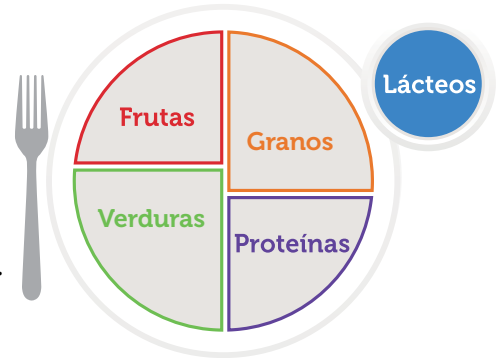 Frutas
Granos
Lácteos
Verduras
Proteínas